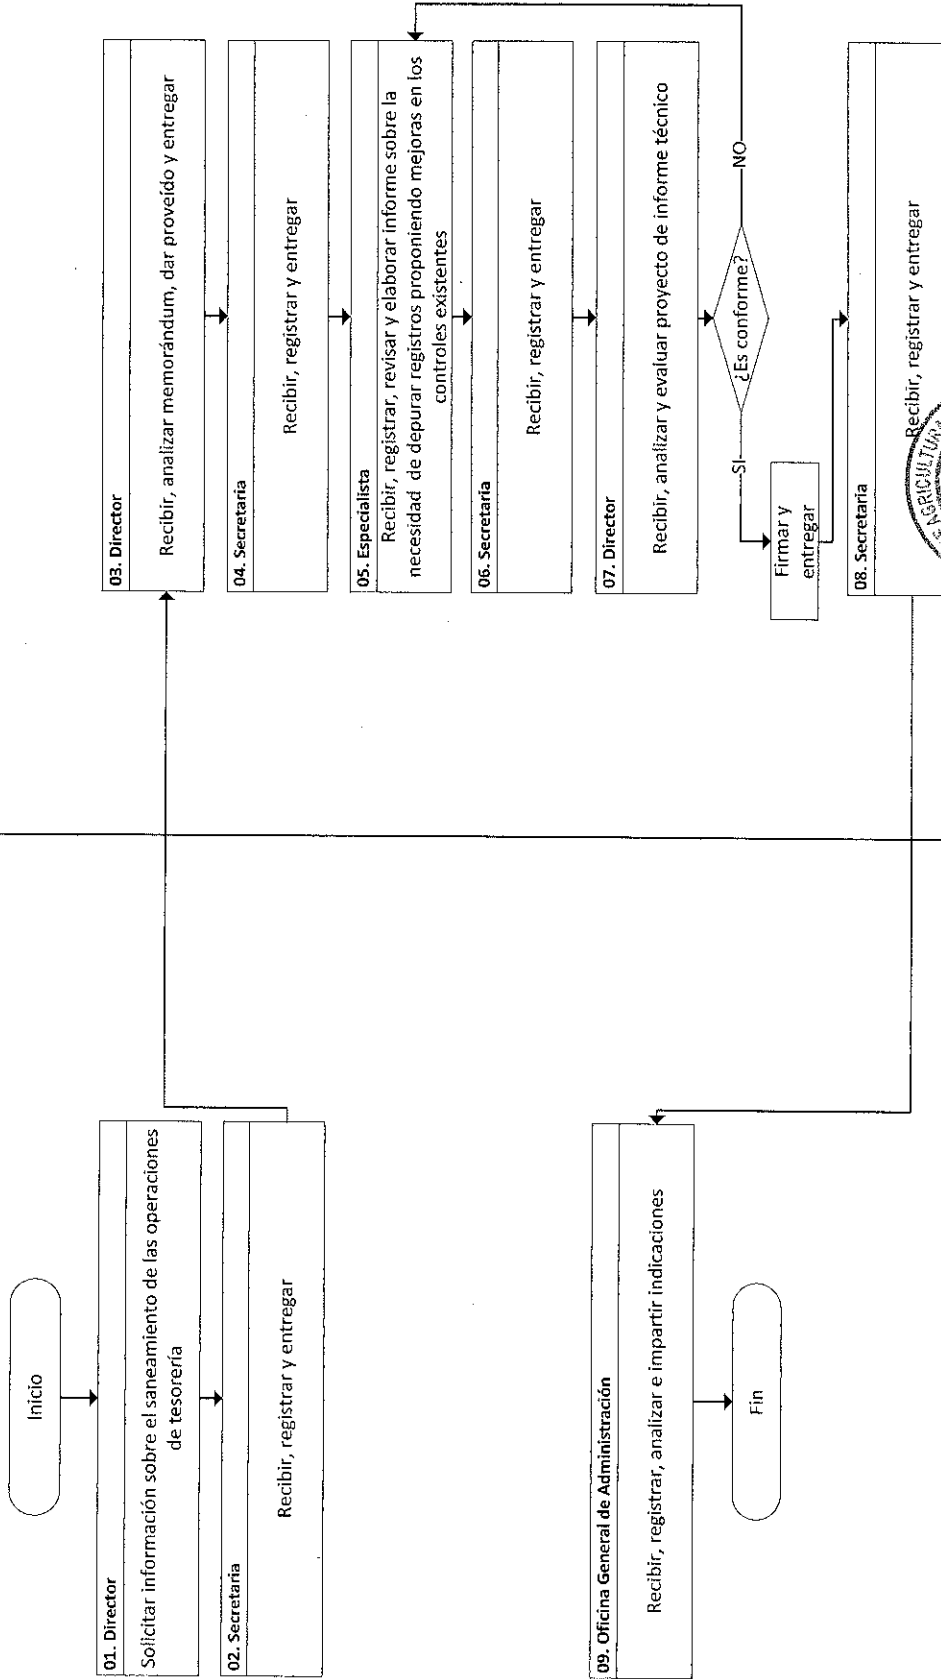 Inicio
01. Director
Solicitar información sobre el saneamiento de las operaciones
de tesorería
02. Secretaria
Recibir, registrar y entregar
03. Director
Recibir, analizar memorándum, dar proveído y entregar
04. Secretaria
Recibir, registrar y entregar
05. Especialista
Recibir, registrar, revisar y elaborar informe sobre la
necesidad de depurar registros proponiendo mejoras en los
controles existentes
06. Secretaria
Recibir, registrar y entregar
07. Director
Recibir, analizar y evaluar proyecto de informe técnico
¿Es conforme?
NO
SI
Firmar y
entregar
08. Secretaria
Recibir, registrar y entregar
AGRICULTURA
09. Oficina General de Administración
Recibir, registrar, analizar e impartir indicaciones
Fin